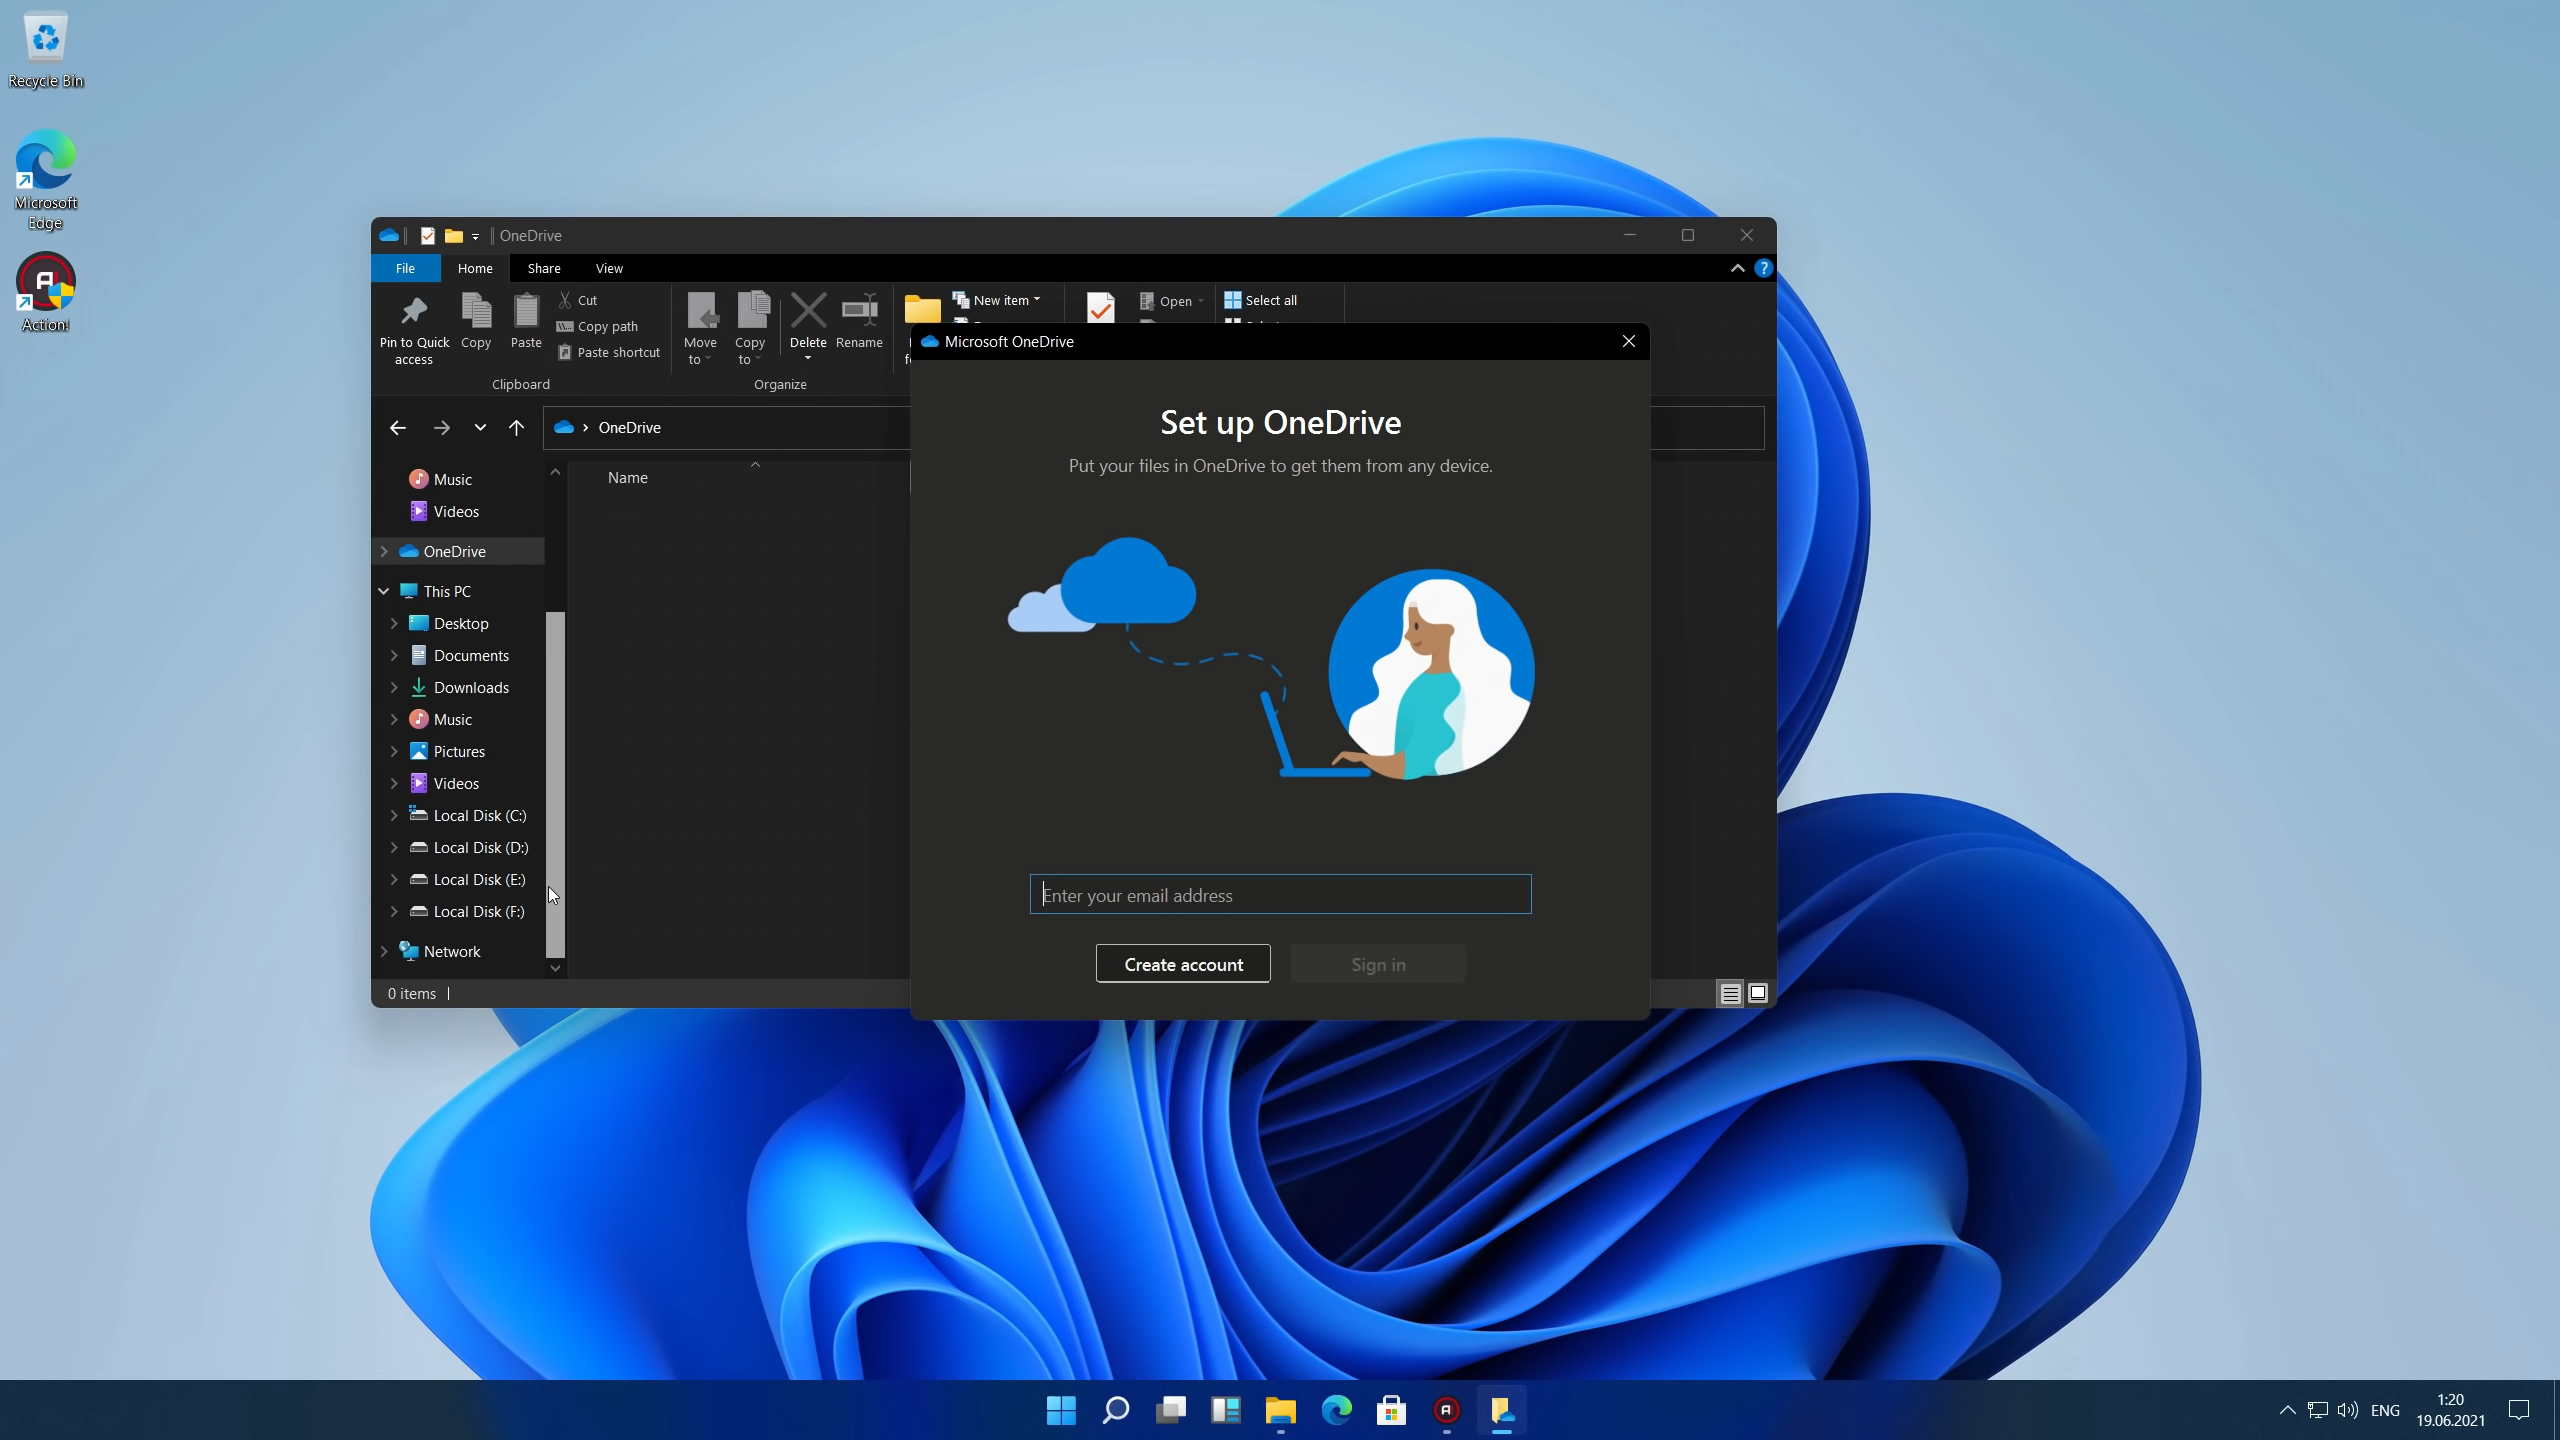 Recycle Bin
Microsoft
Edge
Action!
OneDrive
File
Home
Share
View
?
Pin to Quick
access
Copy
Paste
Cut
Copy path
Paste shortcut
Clipboard
Move
to
Copy
to
Delete
Rename
Organize
New item
Open
Select all
OneDrive
Name
Music
Videos
OneDrive
This PC
Desktop
Documents
Downloads
Music
Pictures
Videos
Local Disk (C:)
Local Disk (D:)
Local Disk (E:)
Local Disk (F:)
Network
0 items
Microsoft OneDrive
Set up OneDrive
Put your files in OneDrive to get them from any device.
Enter your email address
Create account
Sign in
ENG
1:20
19.06.2021